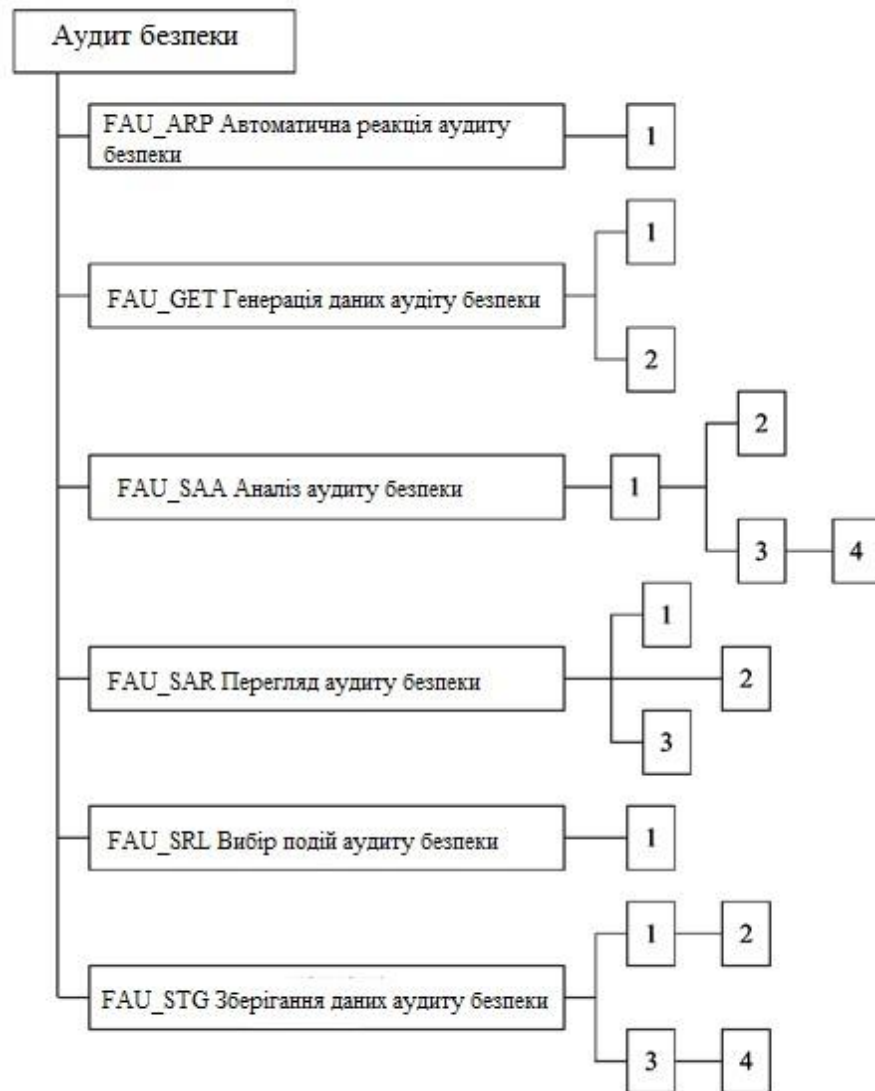 Аудит безпеки
FAU_ARP Автоматична реакція аудиту
безпеки
1
FAU_GET Генерація даних аудіту безпеки
1
2
FAU_SAA Аналіз аудиту безпеки
1
2
3
4
FAU_SAR Перегляд аудиту безпеки
1
2
3
FAU_SRL Вибір подій аудиту безпеки
1
FAU_STG Зберігання даних аудиту безпеки
1
2
3
4